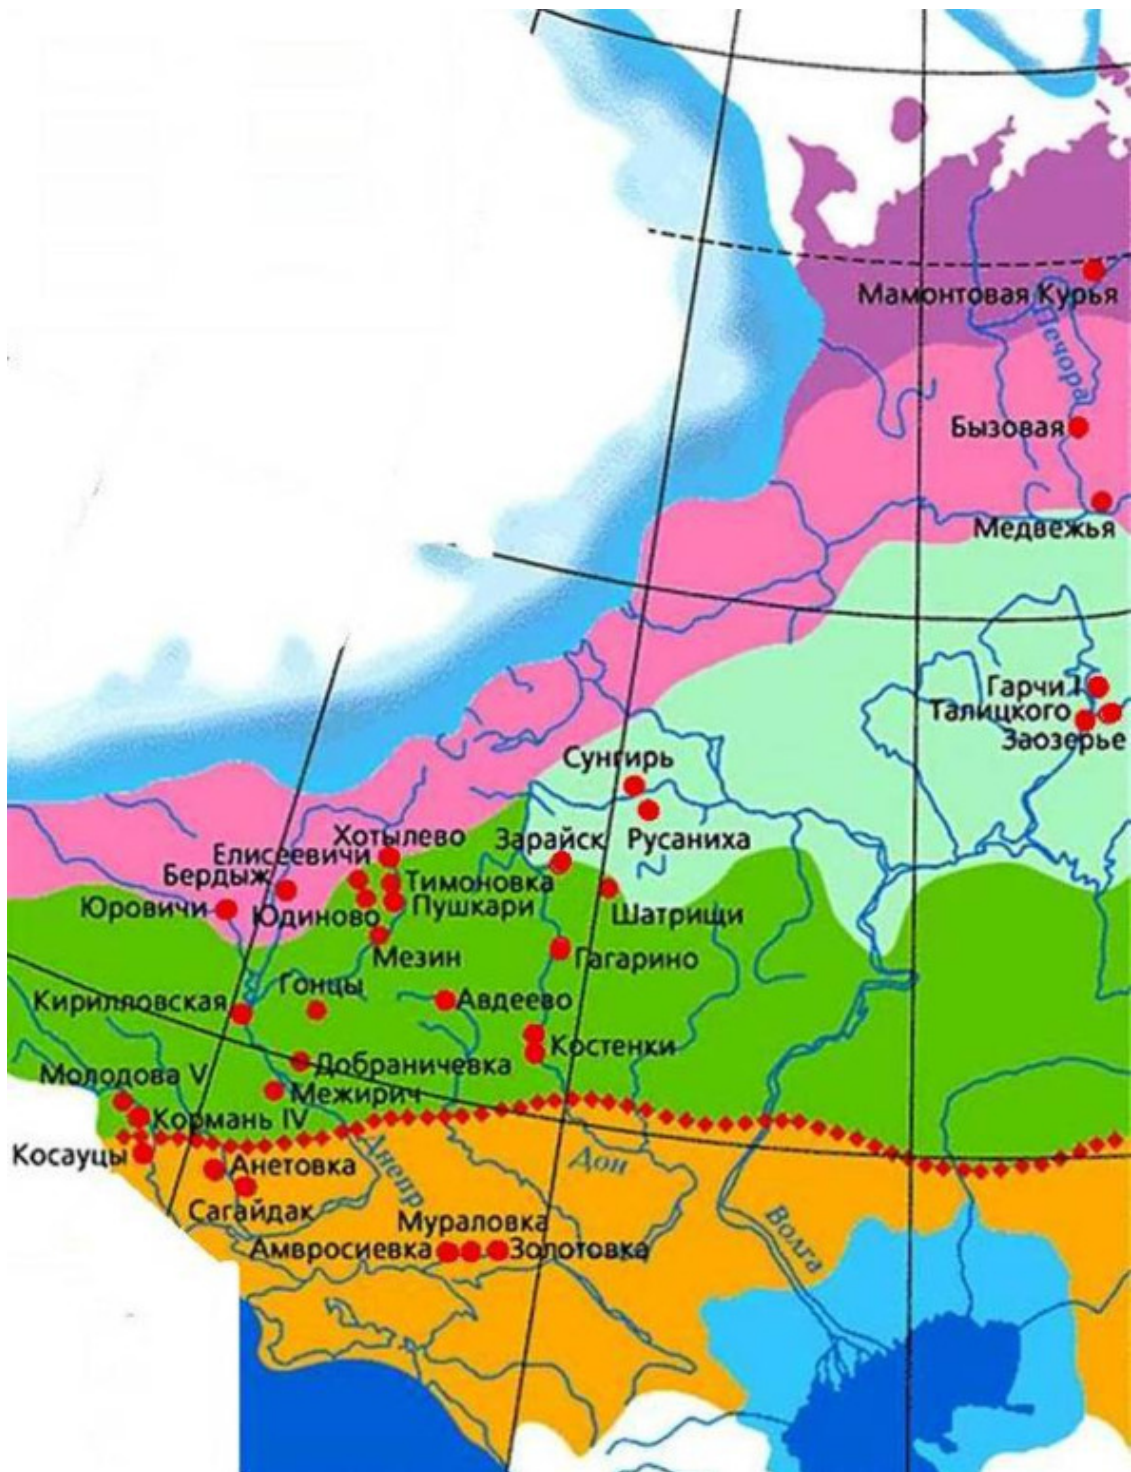 Мамонтовая Курья
Печора
Бызовая
Медвежья
Гарчи I
Талицкого
Заозерье
Сунгирь
Русаниха
Хотылево
Зарайск
Елисеевичи
Бердыж
Тимоновка
Юровичи
Юдиново
Пушкари
Шатрищи
Мезин
Гагарино
Гонцы
Кирилловская
Авдеево
Костенки
Добраничевка
Молодова V
Межирич
Кормань IV
Косауцы
Анетовка
Днепр
Дон
Сагайдак
Мураловка
Волга
Амвросиевка
Золотовка